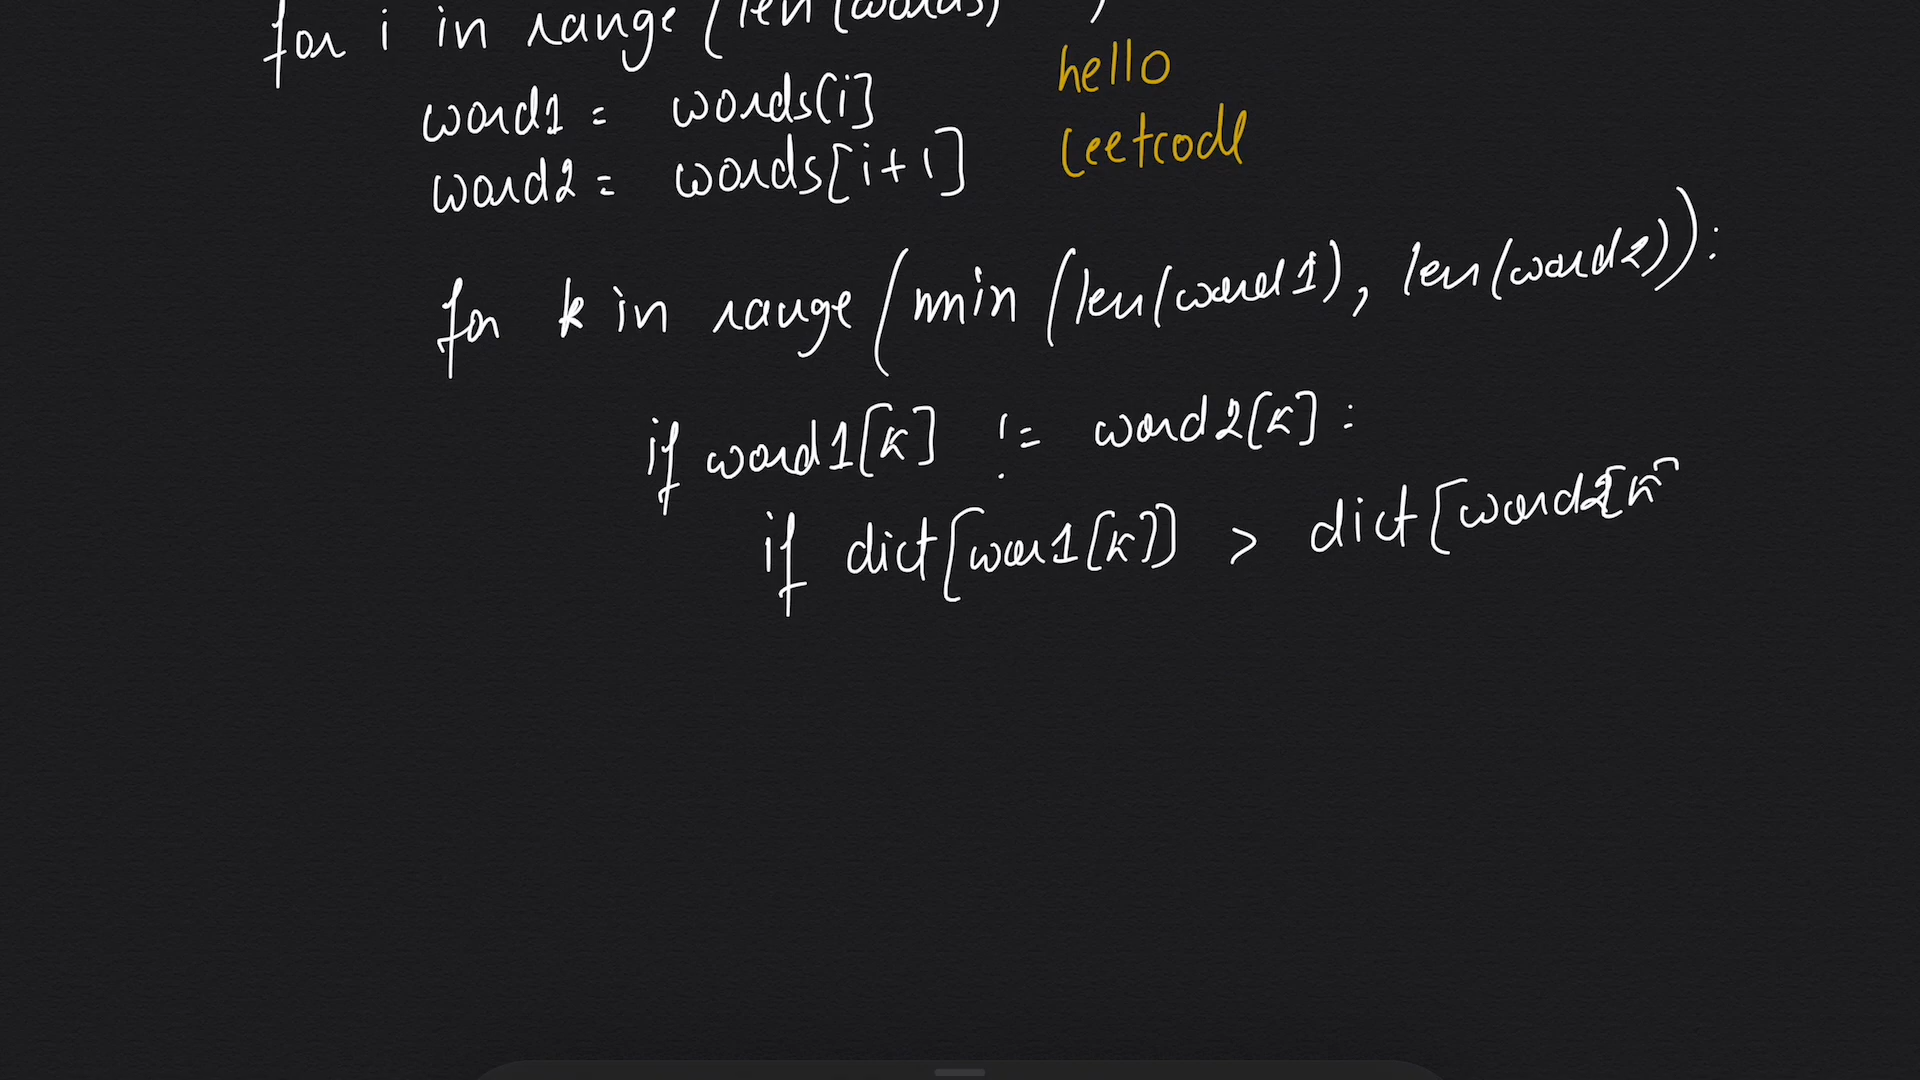 for i in range (len(words)
word1 = words[i]
hello
word2 = words[i+1]
leetcode
for k in range (min (len(word1), len(word2)):
if word1[k] != word2[k]:
if dict[wor1[k]] > dict[word2[k